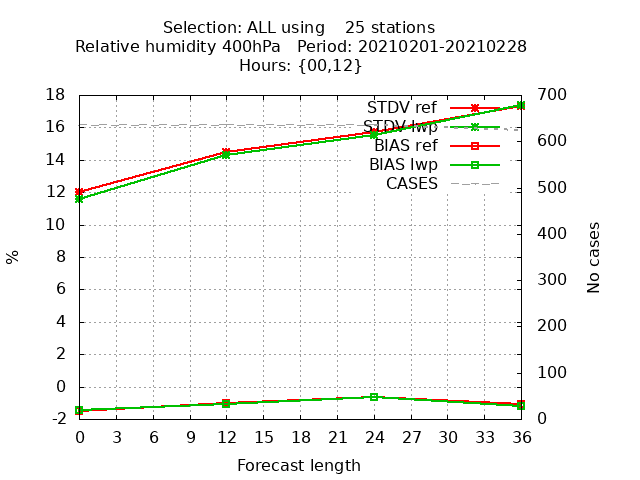 Selection: ALL using    25 stations
Relative humidity 400hPa   Period: 20210201-20210228
Hours: {00,12}
STDV ref
STDV lwp
BIAS ref
BIAS lwp
CASES
18
16
14
12
10
8
6
4
2
0
-2
%
700
600
500
400
300
200
100
0
No cases
0 3 6 9 12 15 18 21 24 27 30 33 36
Forecast length